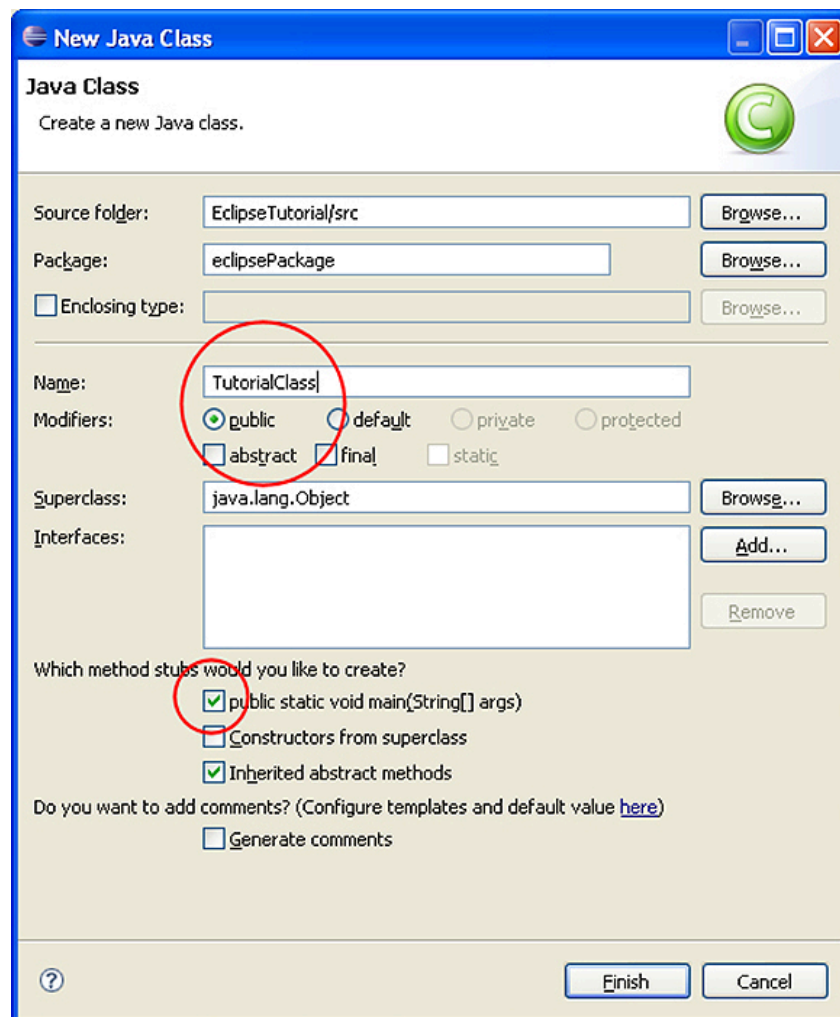 New Java Class
Java Class
Create a new Java class.
Source folder: EclipseTutorial/src Browse...
Package: eclipsePackage Browse...
Enclosing type: Browse...
Name: TutorialClass
Modifiers: public default private protected
abstract final static
Superclass: java.lang.Object Browse...
Interfaces: Add...
Remove
Which method stubs would you like to create?
public static void main(String[] args)
Constructors from superclass
Inherited abstract methods
Do you want to add comments? (Configure templates and default value here)
Generate comments
? Finish Cancel